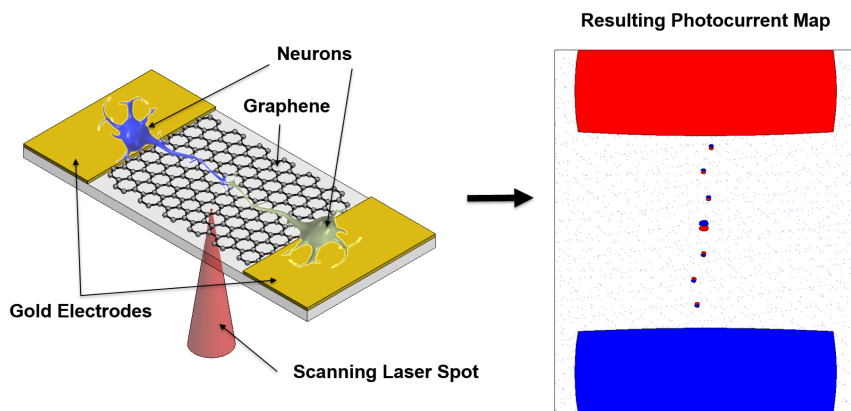 Resulting Photocurrent Map
Neurons
Graphene
Gold Electrodes
Scanning Laser Spot